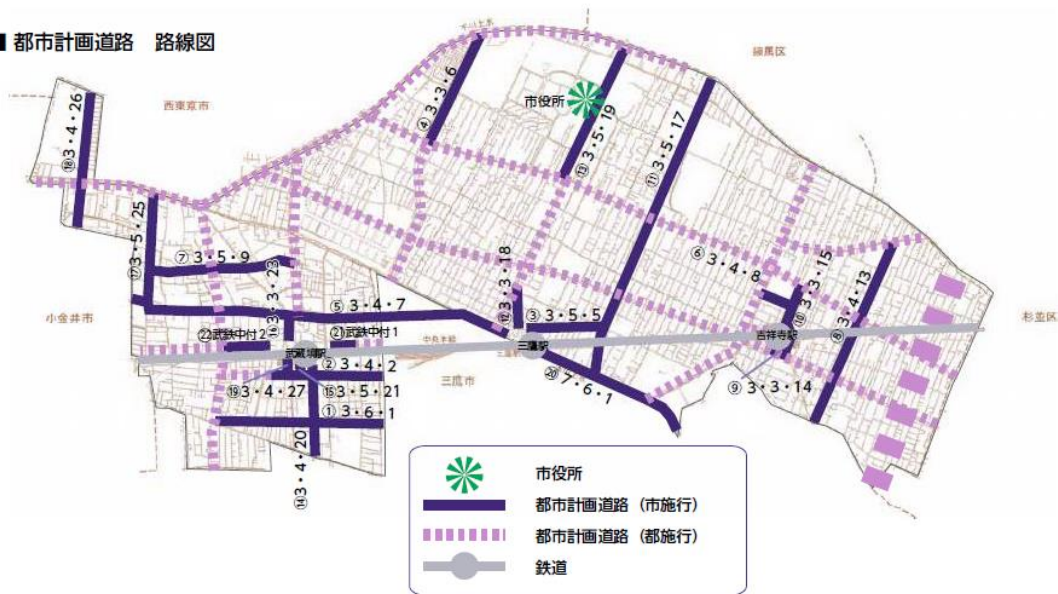 都市計画道路　路線図
練馬区
西東京市
市役所
⑱3・4・26
④3・3・6
⑬3・5・19
⑪3・5・17
⑰3・5・25
⑦3・5・9
⑯3・3・23
⑤3・4・7
⑫3・3・18
③3・5・5
⑥3・4・8
⑩3・3・15
⑧3・4・13
小金井市
杉並区
㉒武鉄中付2
㉑武鉄中付1
武蔵境駅
中央本線
三鷹駅
吉祥寺駅
②3・4・2
三鷹市
⑲3・4・27
⑮3・5・21
①3・6・1
⑳7・6・1
⑨3・3・14
⑭3・4・20
市役所
都市計画道路（市施行）
都市計画道路（都施行）
鉄道